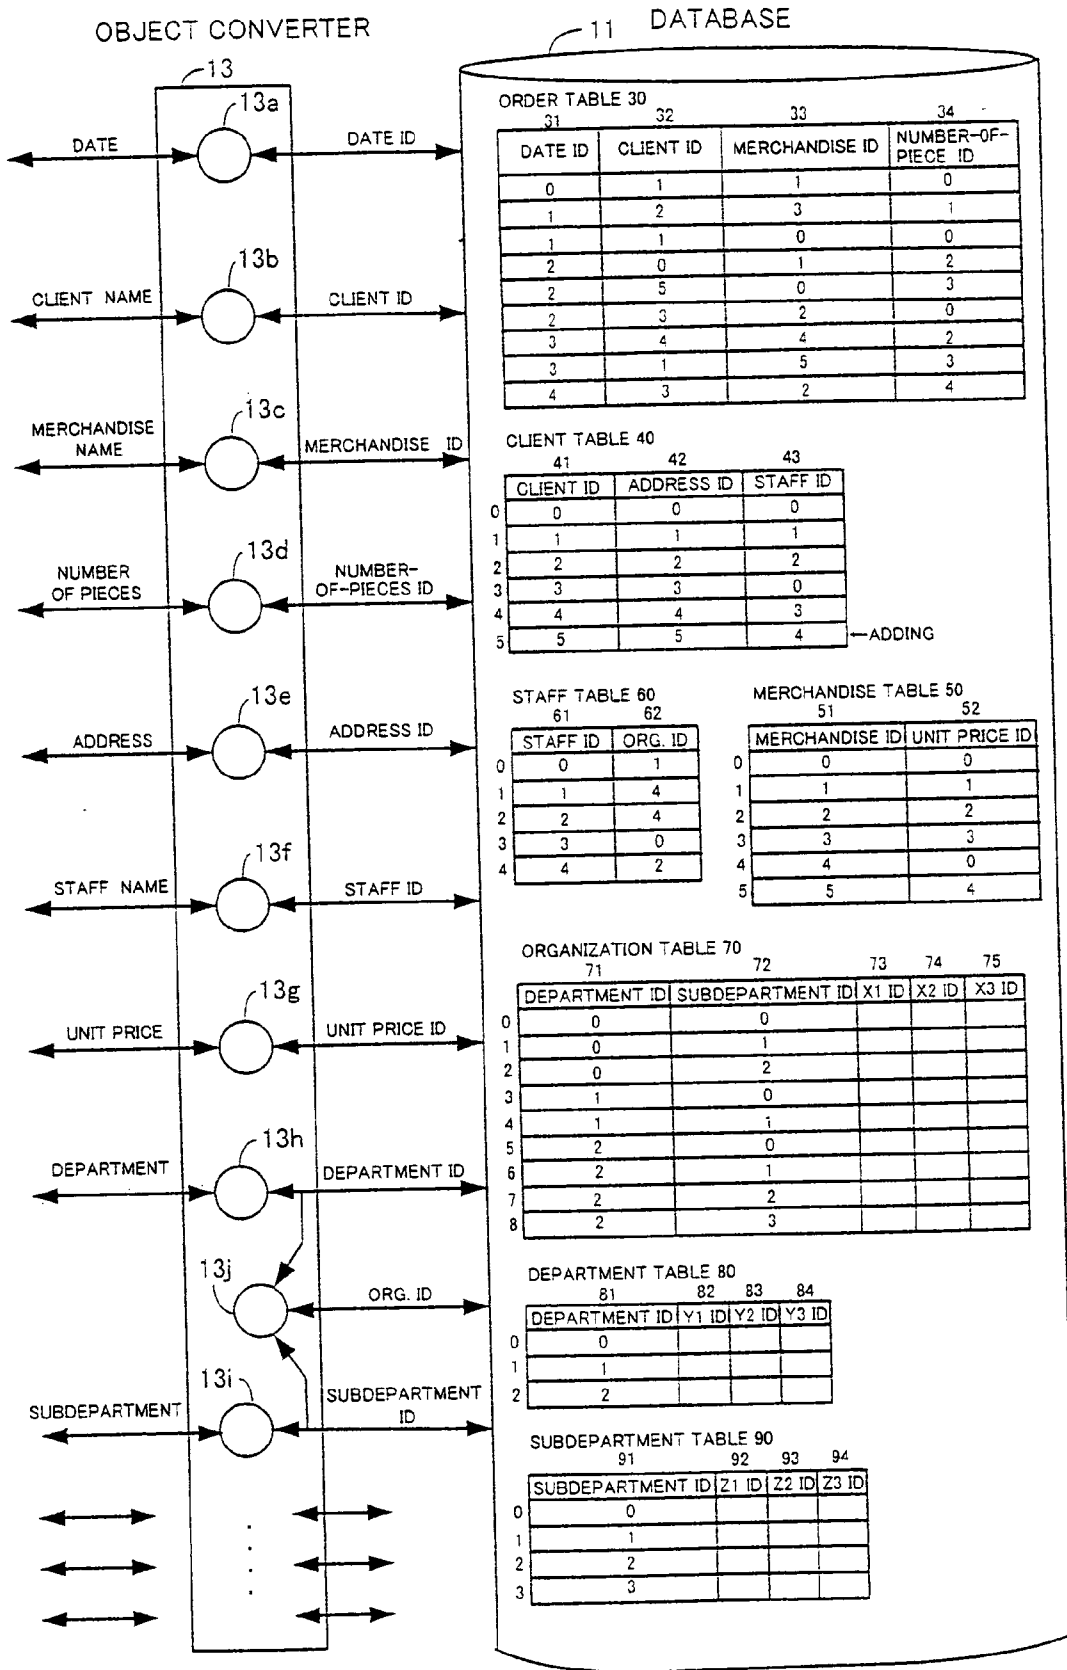 OBJECT CONVERTER
DATABASE
11
13
13a
DATE
DATE ID
13b
CLIENT NAME
CLIENT ID
13c
MERCHANDISE
NAME
MERCHANDISE ID
13d
NUMBER
OF PIECES
NUMBER-
OF-PIECES ID
13e
ADDRESS
ADDRESS ID
13f
STAFF NAME
STAFF ID
13g
UNIT PRICE
UNIT PRICE ID
13h
DEPARTMENT
DEPARTMENT ID
13j
ORG. ID
13i
SUBDEPARTMENT
SUBDEPARTMENT
ID
ORDER TABLE 30
31 32 33 34
DATE ID CLIENT ID MERCHANDISE ID NUMBER-OF-
PIECE ID
0 1 1 0
1 2 3 1
1 1 0 0
2 0 1 2
2 5 0 3
2 3 2 0
3 4 4 2
3 1 5 3
4 3 2 4
CLIENT TABLE 40
41 42 43
CLIENT ID ADDRESS ID STAFF ID
0 0 0 0
1 1 1 1
2 2 2 2
3 3 3 0
4 4 4 3
5 5 5 4 ←ADDING
STAFF TABLE 60
61 62
STAFF ID ORG. ID
0 0 1
1 1 4
2 2 4
3 3 0
4 4 2
MERCHANDISE TABLE 50
51 52
MERCHANDISE ID UNIT PRICE ID
0 0 0
1 1 1
2 2 2
3 3 3
4 4 0
5 5 4
ORGANIZATION TABLE 70
71 72 73 74 75
DEPARTMENT ID SUBDEPARTMENT ID X1 ID X2 ID X3 ID
0 0 0
1 0 1
2 0 2
3 1 0
4 1 1
5 2 0
6 2 1
7 2 2
8 2 3
DEPARTMENT TABLE 80
81 82 83 84
DEPARTMENT ID Y1 ID Y2 ID Y3 ID
0 0
1 1
2 2
SUBDEPARTMENT TABLE 90
91 92 93 94
SUBDEPARTMENT ID Z1 ID Z2 ID Z3 ID
0 0
1 1
2 2
3 3